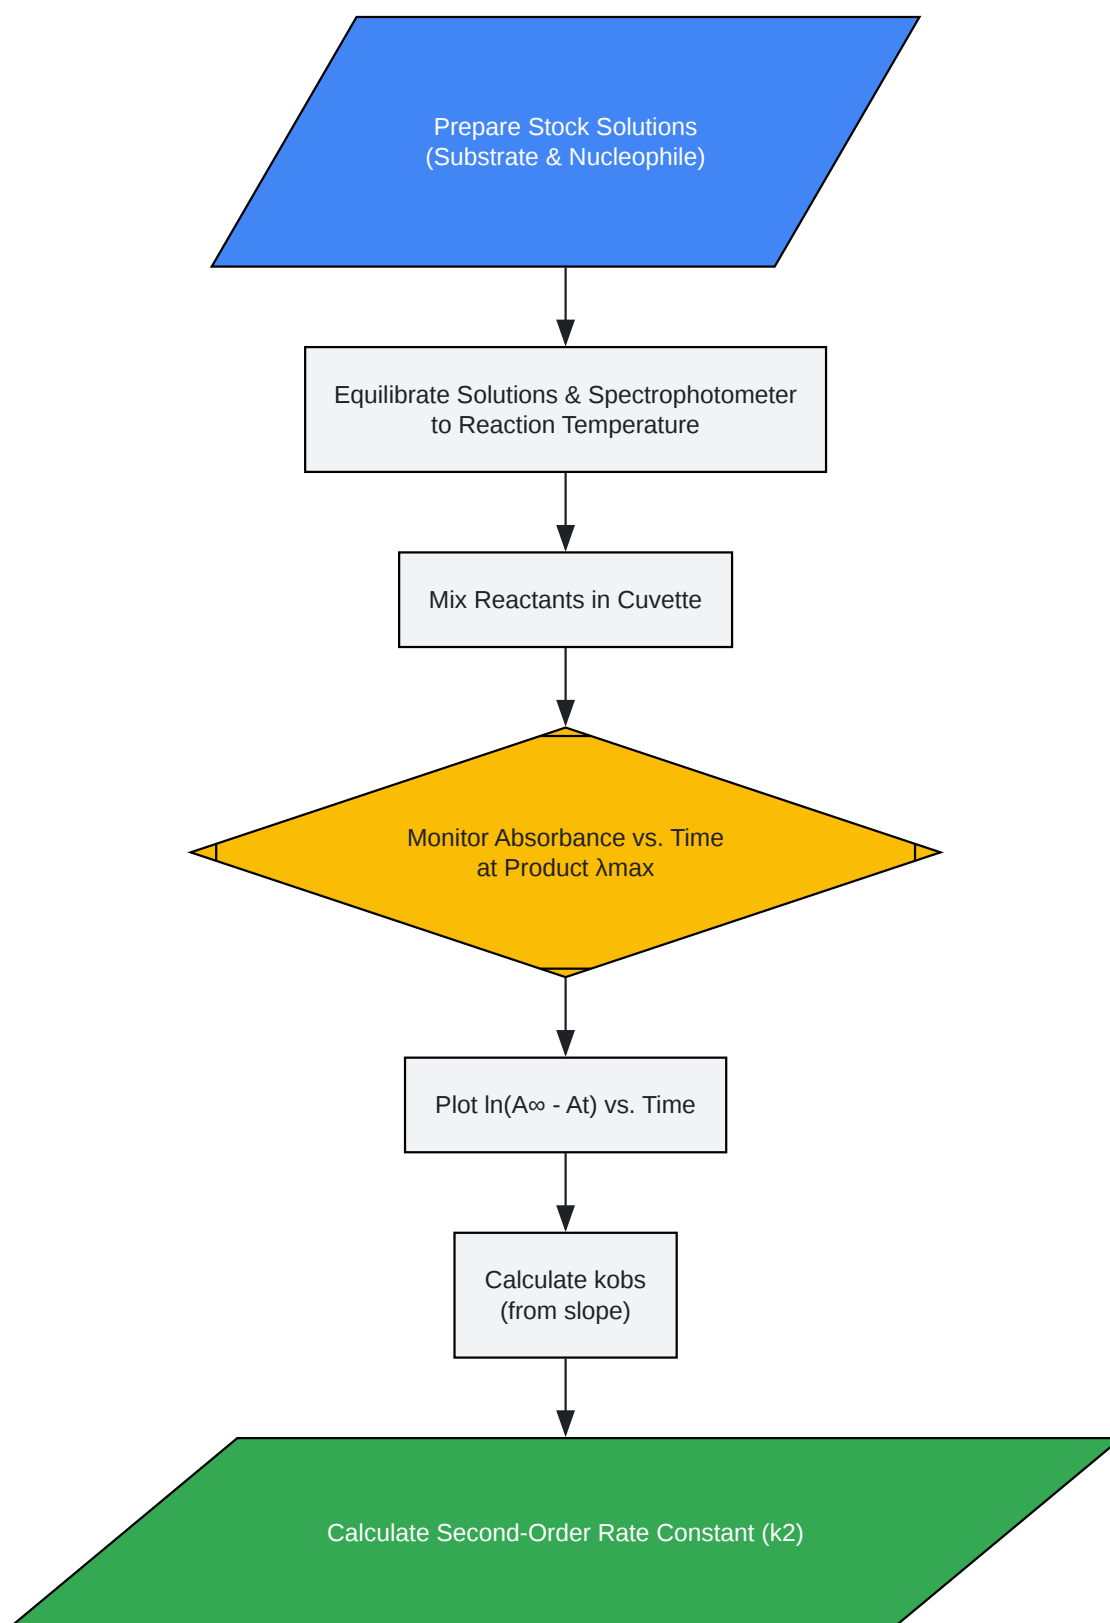 Prepare Stock Solutions
(Substrate & Nucleophile)
Equilibrate Solutions & Spectrophotometer
to Reaction Temperature
Mix Reactants in Cuvette
Monitor Absorbance vs. Time
at Product λmax
Plot ln(A∞ - At) vs. Time
Calculate kobs
(from slope)
Calculate Second-Order Rate Constant (k2)